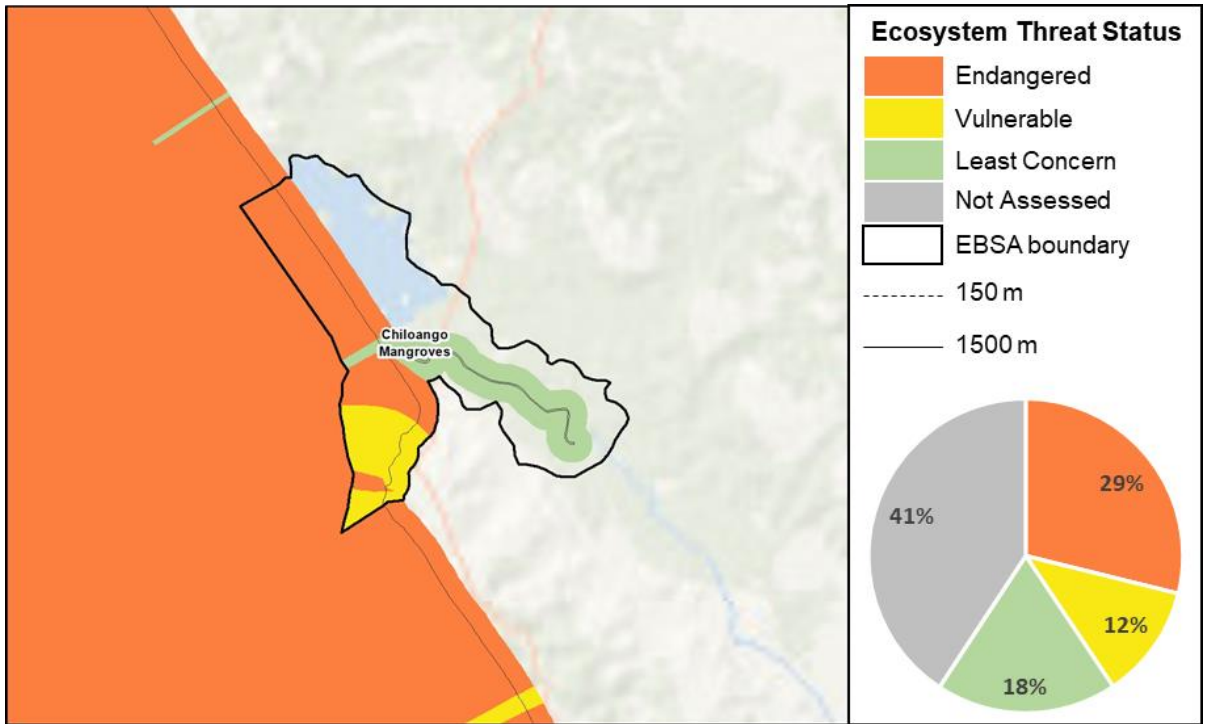 Chiloango
Mangroves
Ecosystem Threat Status
Endangered
Vulnerable
Least Concern
Not Assessed
EBSA boundary
150 m
1500 m
29%
41%
12%
18%